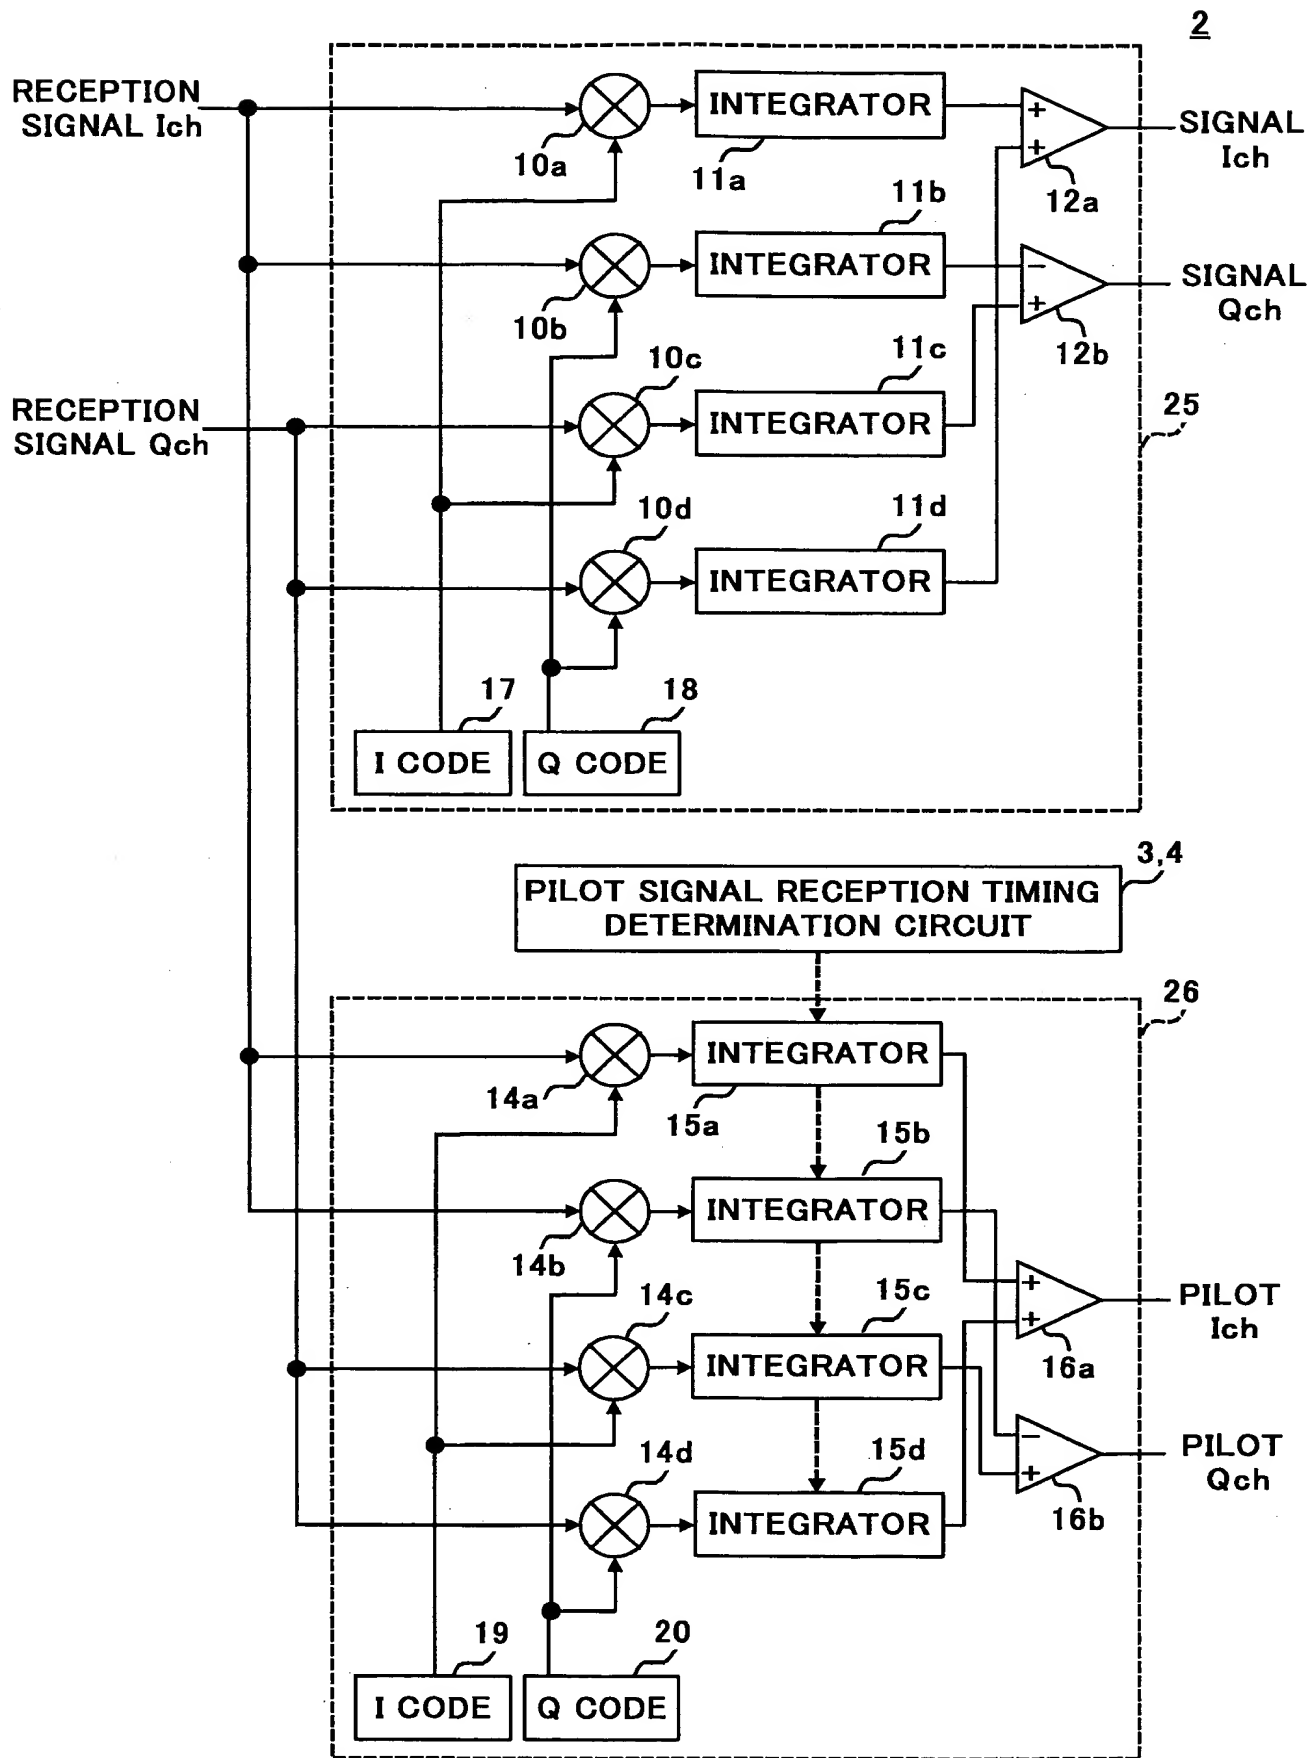 2
RECEPTION
SIGNAL Ich
INTEGRATOR
+
+
SIGNAL
Ich
10a
11a
12a
11b
INTEGRATOR
−
+
SIGNAL
Qch
10b
12b
10c
11c
RECEPTION
SIGNAL Qch
INTEGRATOR
25
10d
11d
INTEGRATOR
17
18
I CODE
Q CODE
3,4
PILOT SIGNAL RECEPTION TIMING
DETERMINATION CIRCUIT
26
INTEGRATOR
14a
15a
15b
INTEGRATOR
14b
14c
15c
+
+
PILOT
Ich
INTEGRATOR
16a
14d
15d
−
+
PILOT
Qch
INTEGRATOR
16b
19
20
I CODE
Q CODE